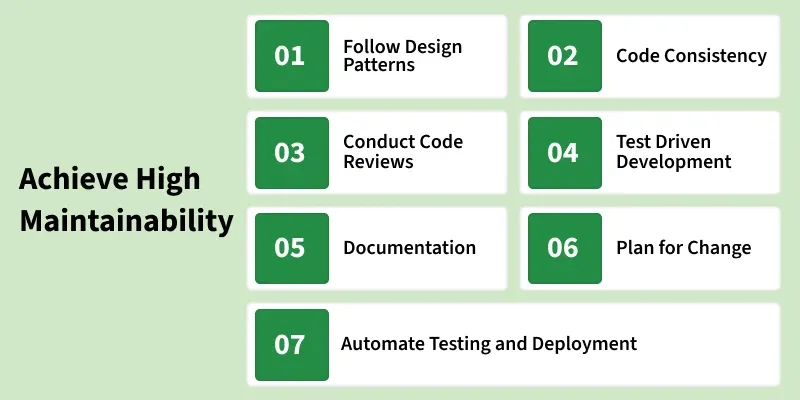 Achieve High
Maintainability
01
Follow Design
Patterns
02
Code Consistency
03
Conduct Code
Reviews
04
Test Driven
Development
05
Documentation
06
Plan for Change
07
Automate Testing and Deployment